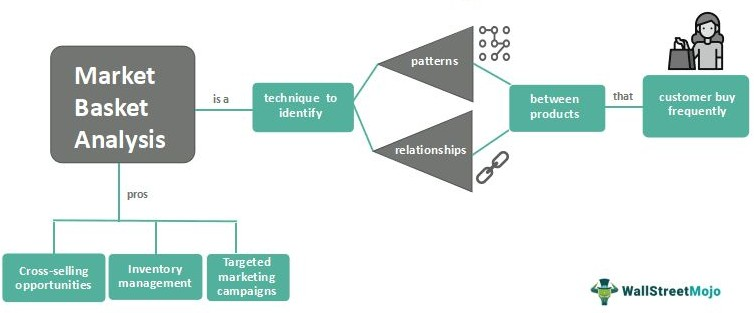 Market
Basket
Analysis
is a
technique to
identify
patterns
relationships
between
products
that
customer buy
frequently
pros
Cross-selling
opportunities
Inventory
management
Targeted
marketing
campaigns
WallStreetMojo